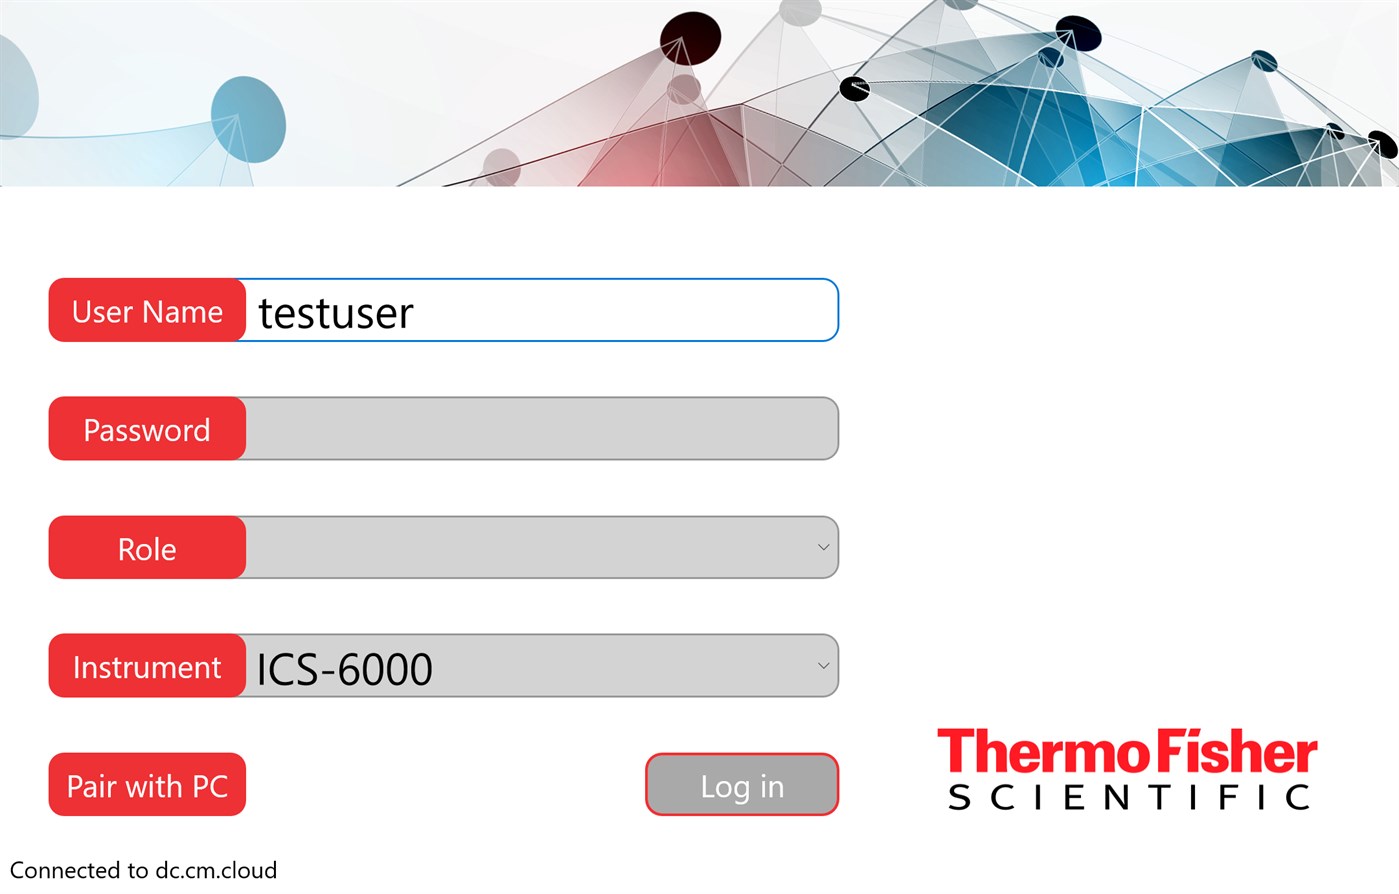 User Name testuser
Password
Role
Instrument ICS-6000
Pair with PC Log in
ThermoFisher
SCIENTIFIC
Connected to dc.cm.cloud